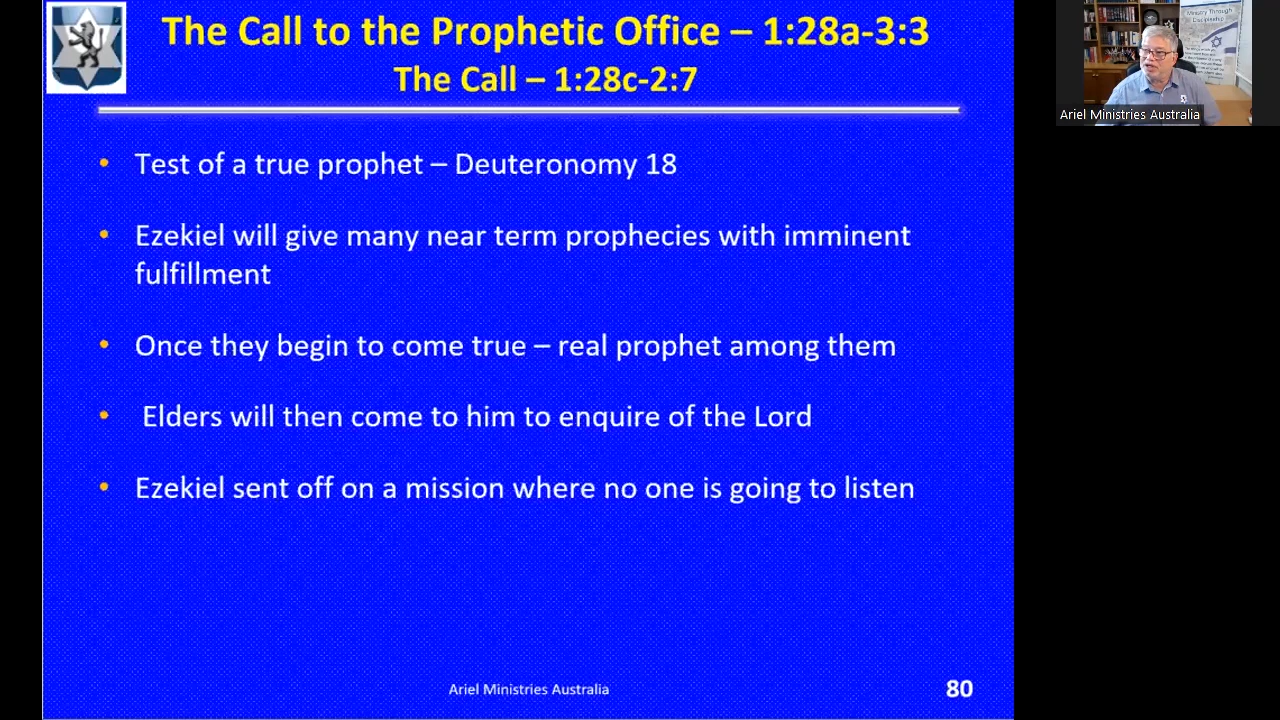 The Call to the Prophetic Office – 1:28a-3:3
The Call – 1:28c-2:7
• Test of a true prophet – Deuteronomy 18
• Ezekiel will give many near term prophecies with imminent
fulfillment
• Once they begin to come true – real prophet among them
• Elders will then come to him to enquire of the Lord
• Ezekiel sent off on a mission where no one is going to listen
Ariel Ministries Australia
80
Ministry Through
Discipleship
Ariel Ministries Australia